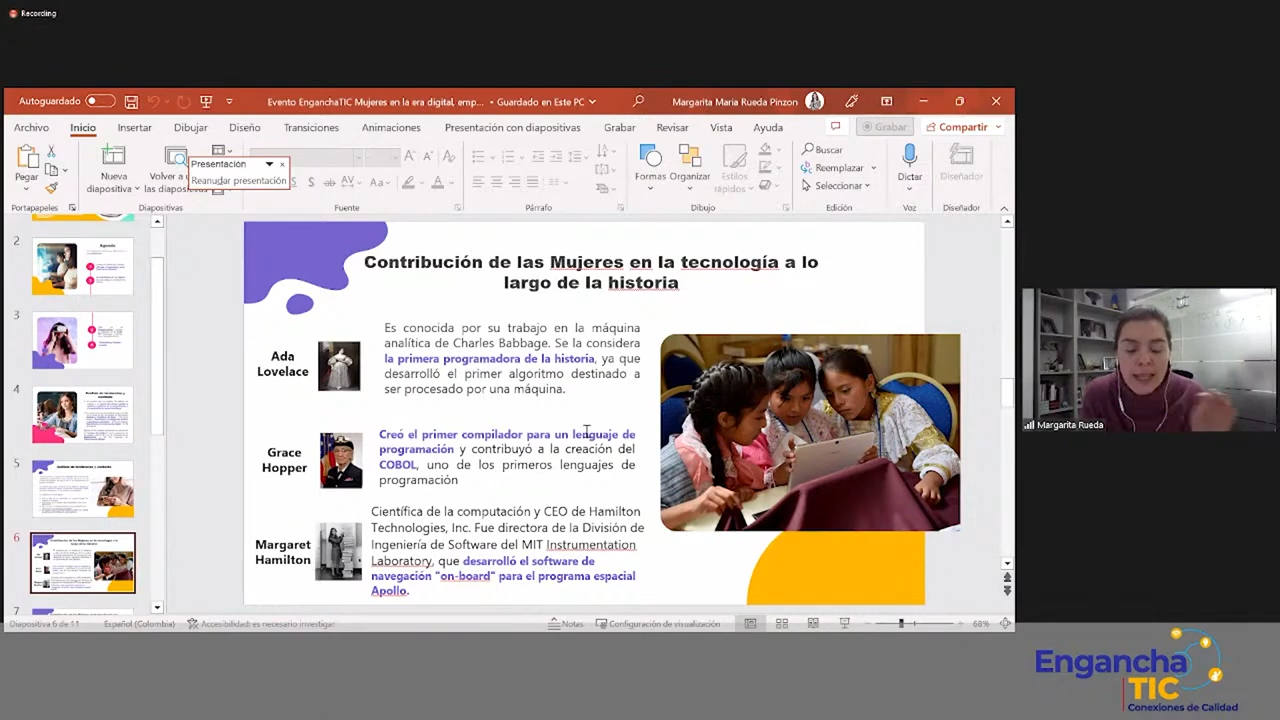 Recording
Autoguardado
Evento EnganchaTIC Mujeres en la era digital, emp... • Guardado en Este PC
Margarita Maria Rueda Pinzon
Archivo Inicio Insertar Dibujar Diseño Transiciones Animaciones Presentación con diapositivas Grabar Revisar Vista Ayuda
Grabar
Compartir
Pegar
Nueva
diapositiva
Volver a u
las diaposit
Presentación
Reanudar presentación
Formas
Organizar
Estilos
rápidos
Buscar
Reemplazar
Seleccionar
Dictar
Diseñador
Portapapeles
Diapositivas
Fuente
Párrafo
Dibujo
Edición
Voz
Diseñador
2
Agenda
3
4
5
6
7
Contribución de las Mujeres en la tecnología a lo
largo de la historia
Ada
Lovelace
Es conocida por su trabajo en la máquina
analítica de Charles Babbage. Se la considera
la primera programadora de la historia, ya que
desarrolló el primer algoritmo destinado a
ser procesado por una máquina.
Grace
Hopper
Creó el primer compilador para un lenguaje de
programación y contribuyó a la creación del
COBOL, uno de los primeros lenguajes de
programación
Margaret
Hamilton
Científica de la computación y CEO de Hamilton
Technologies, Inc. Fue directora de la División de
Ingeniería de Software del MIT Instrumentation
Laboratory, que desarrolló el software de
navegación "on-board" para el programa espacial
Apollo.
Margarita Rueda
Diapositiva 6 de 11
Español (Colombia)
Accesibilidad: es necesario investigar
Notas
Configuración de visualización
68%
Engancha
TIC
Conexiones de Calidad